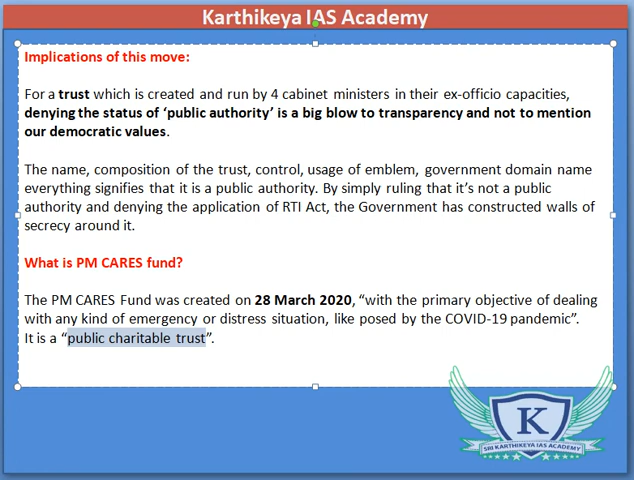 Karthikeya IAS Academy
Implications of this move:
For a trust which is created and run by 4 cabinet ministers in their ex-officio capacities,
denying the status of ‘public authority’ is a big blow to transparency and not to mention
our democratic values.
The name, composition of the trust, control, usage of emblem, government domain name
everything signifies that it is a public authority. By simply ruling that it’s not a public
authority and denying the application of RTI Act, the Government has constructed walls of
secrecy around it.
What is PM CARES fund?
The PM CARES Fund was created on 28 March 2020, “with the primary objective of dealing
with any kind of emergency or distress situation, like posed by the COVID-19 pandemic”.
It is a “public charitable trust”.
K
SRI KARTHIKEYA IAS ACADEMY